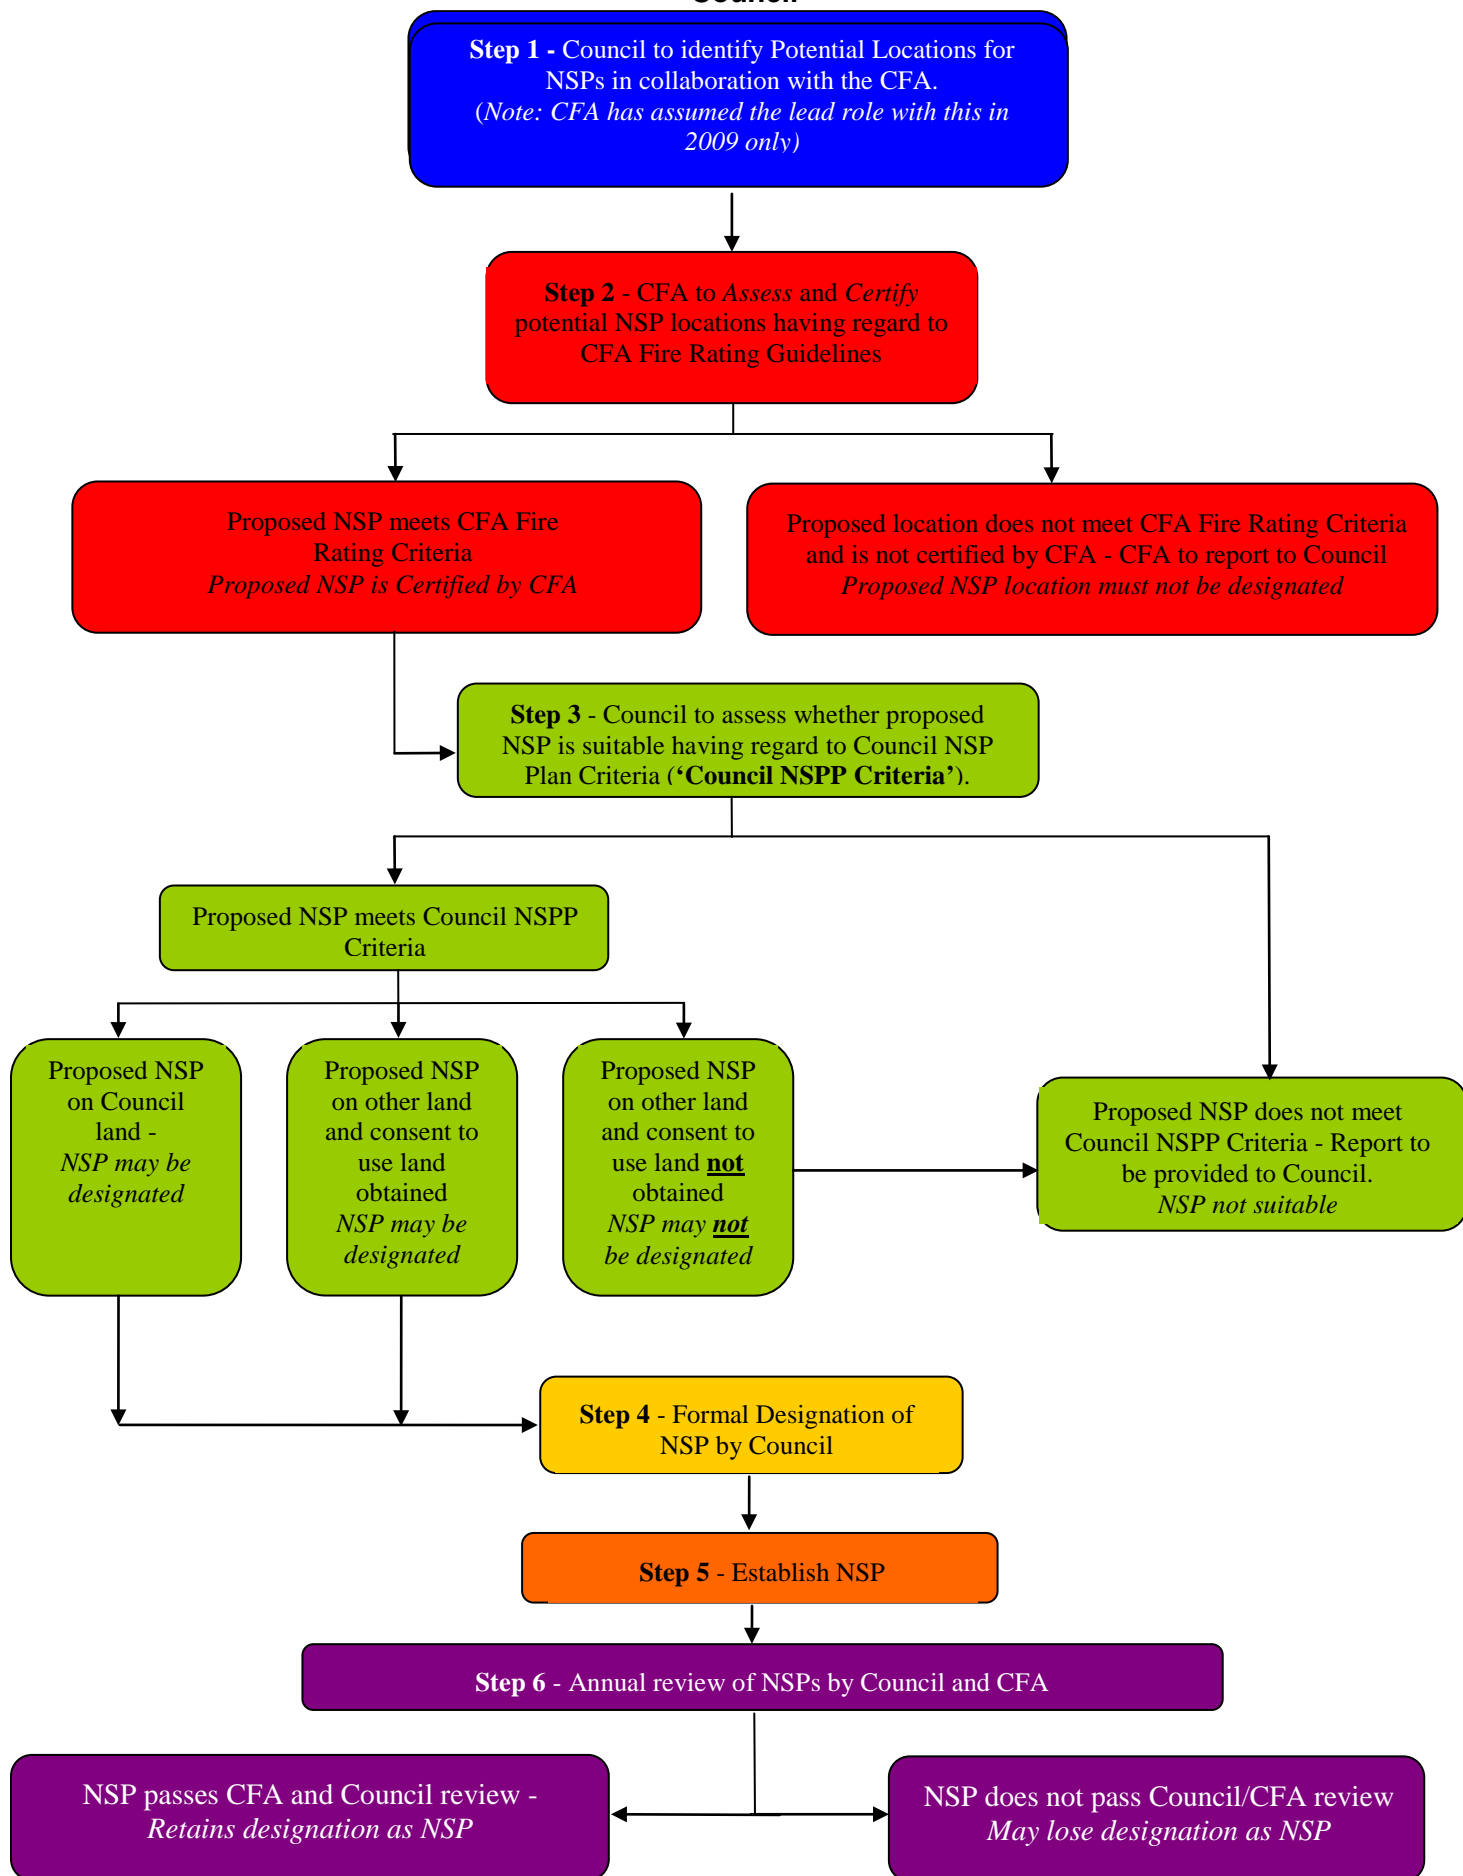 Council
Step 1 - Council to identify Potential Locations for
NSPs in collaboration with the CFA.
(Note: CFA has assumed the lead role with this in
2009 only)
Step 2 - CFA to Assess and Certify
potential NSP locations having regard to
CFA Fire Rating Guidelines
Proposed NSP meets CFA Fire
Rating Criteria
Proposed NSP is Certified by CFA
Proposed location does not meet CFA Fire Rating Criteria
and is not certified by CFA - CFA to report to Council
Proposed NSP location must not be designated
Step 3 - Council to assess whether proposed
NSP is suitable having regard to Council NSP
Plan Criteria (‘Council NSPP Criteria’).
Proposed NSP meets Council NSPP
Criteria
Proposed NSP
on Council
land -
NSP may be
designated
Proposed NSP
on other land
and consent to
use land
obtained
NSP may be
designated
Proposed NSP
on other land
and consent to
use land not
obtained
NSP may not
be designated
Proposed NSP does not meet
Council NSPP Criteria - Report to
be provided to Council.
NSP not suitable
Step 4 - Formal Designation of
NSP by Council
Step 5 - Establish NSP
Step 6 - Annual review of NSPs by Council and CFA
NSP passes CFA and Council review -
Retains designation as NSP
NSP does not pass Council/CFA review
May lose designation as NSP